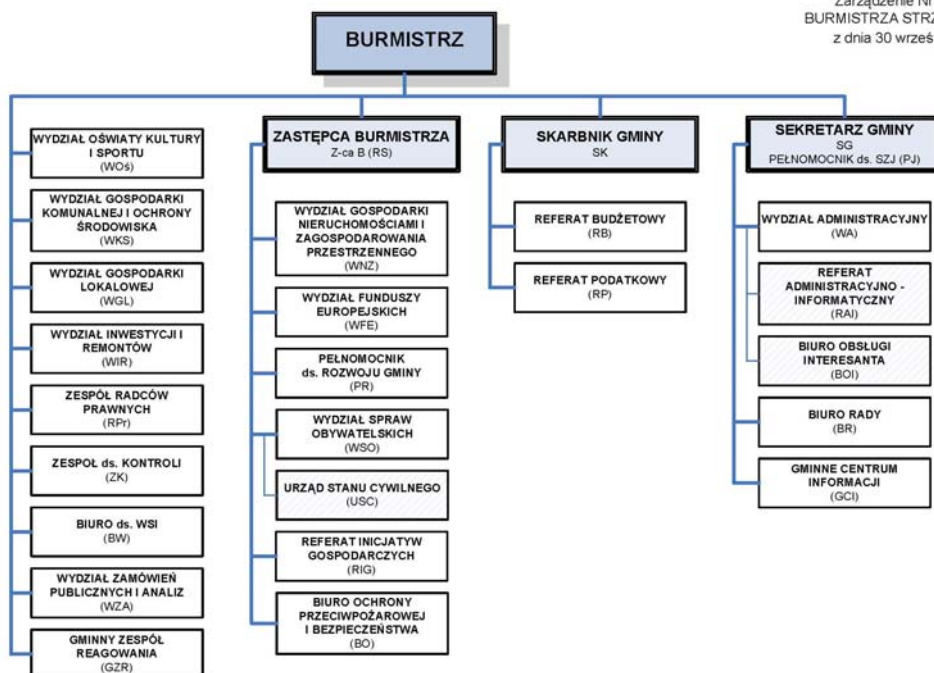 Zarządzenie Nr
BURMISTRZA STRZ
z dnia 30 wrześ
BURMISTRZ
WYDZIAŁ OŚWIATY KULTURY
I SPORTU
(WOś)
WYDZIAŁ GOSPODARKI
KOMUNALNEJ I OCHRONY
ŚRODOWISKA
(WKS)
WYDZIAŁ GOSPODARKI
LOKALOWEJ
(WGL)
WYDZIAŁ INWESTYCJI I
REMONTÓW
(WIR)
ZESPÓŁ RADCÓW
PRAWNYCH
(RPr)
ZESPOŁ ds. KONTROLI
(ZK)
BIURO ds. WSI
(BW)
WYDZIAŁ ZAMÓWIEŃ
PUBLICZNYCH I ANALIZ
(WZA)
GMINNY ZESPÓŁ
REAGOWANIA
(GZR)
ZASTĘPCA BURMISTRZA
Z-ca B (RS)
WYDZIAŁ GOSPODARKI
NIERUCHOMOŚCIAMI I
ZAGOSPODAROWANIA
PRZESTRZENNEGO
(WNZ)
WYDZIAŁ FUNDUSZY
EUROPEJSKICH
(WFE)
PEŁNOMOCNIK
ds. ROZWOJU GMINY
(PR)
WYDZIAŁ SPRAW
OBYWATELSKICH
(WSO)
URZĄD STANU CYWILNEGO
(USC)
REFERAT INICJATYW
GOSPODARCZYCH
(RIG)
BIURO OCHRONY
PRZECIWPOŻAROWEJ
I BEZPIECZEŃSTWA
(BO)
SKARBNIK GMINY
SK
REFERAT BUDŻETOWY
(RB)
REFERAT PODATKOWY
(RP)
SEKRETARZ GMINY
SG
PEŁNOMOCNIK ds. SZJ (PJ)
WYDZIAŁ ADMINISTRACYJNY
(WA)
REFERAT
ADMINISTRACYJNO -
INFORMATYCZNY
(RAI)
BIURO OBSŁUGI
INTERESANTA
(BOI)
BIURO RADY
(BR)
GMINNE CENTRUM
INFORMACJI
(GCI)